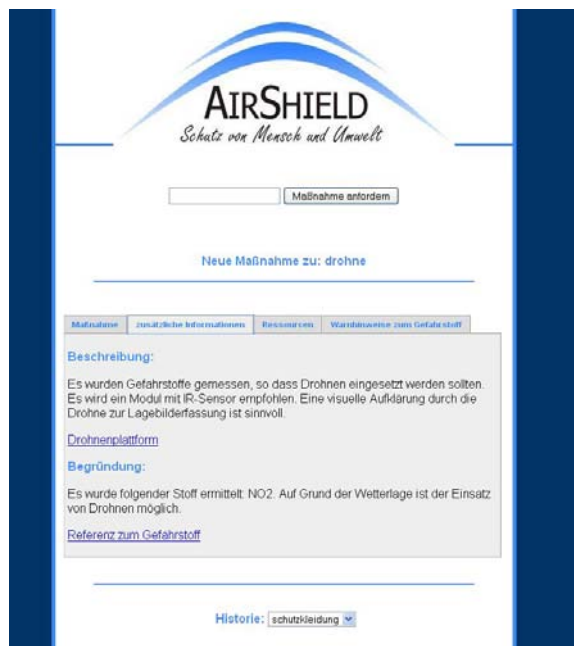 AIRSHIELD
Schutz von Mensch und Umwelt
Maßnahme anfordern
Neue Maßnahme zu: drohne
Maßnahme zusätzliche Informationen Ressourcen Warnhinweise zum Gefahrstoff
Beschreibung:
Es wurden Gefahrstoffe gemessen, so dass Drohnen eingesetzt werden sollten.
Es wird ein Modul mit IR-Sensor empfohlen. Eine visuelle Aufklärung durch die
Drohne zur Lagebilderfassung ist sinnvoll.
Drohnenplattform
Begründung:
Es wurde folgender Stoff ermittelt: NO2. Auf Grund der Wetterlage ist der Einsatz
von Drohnen möglich.
Referenz zum Gefahrstoff
Historie: schutzkleidung